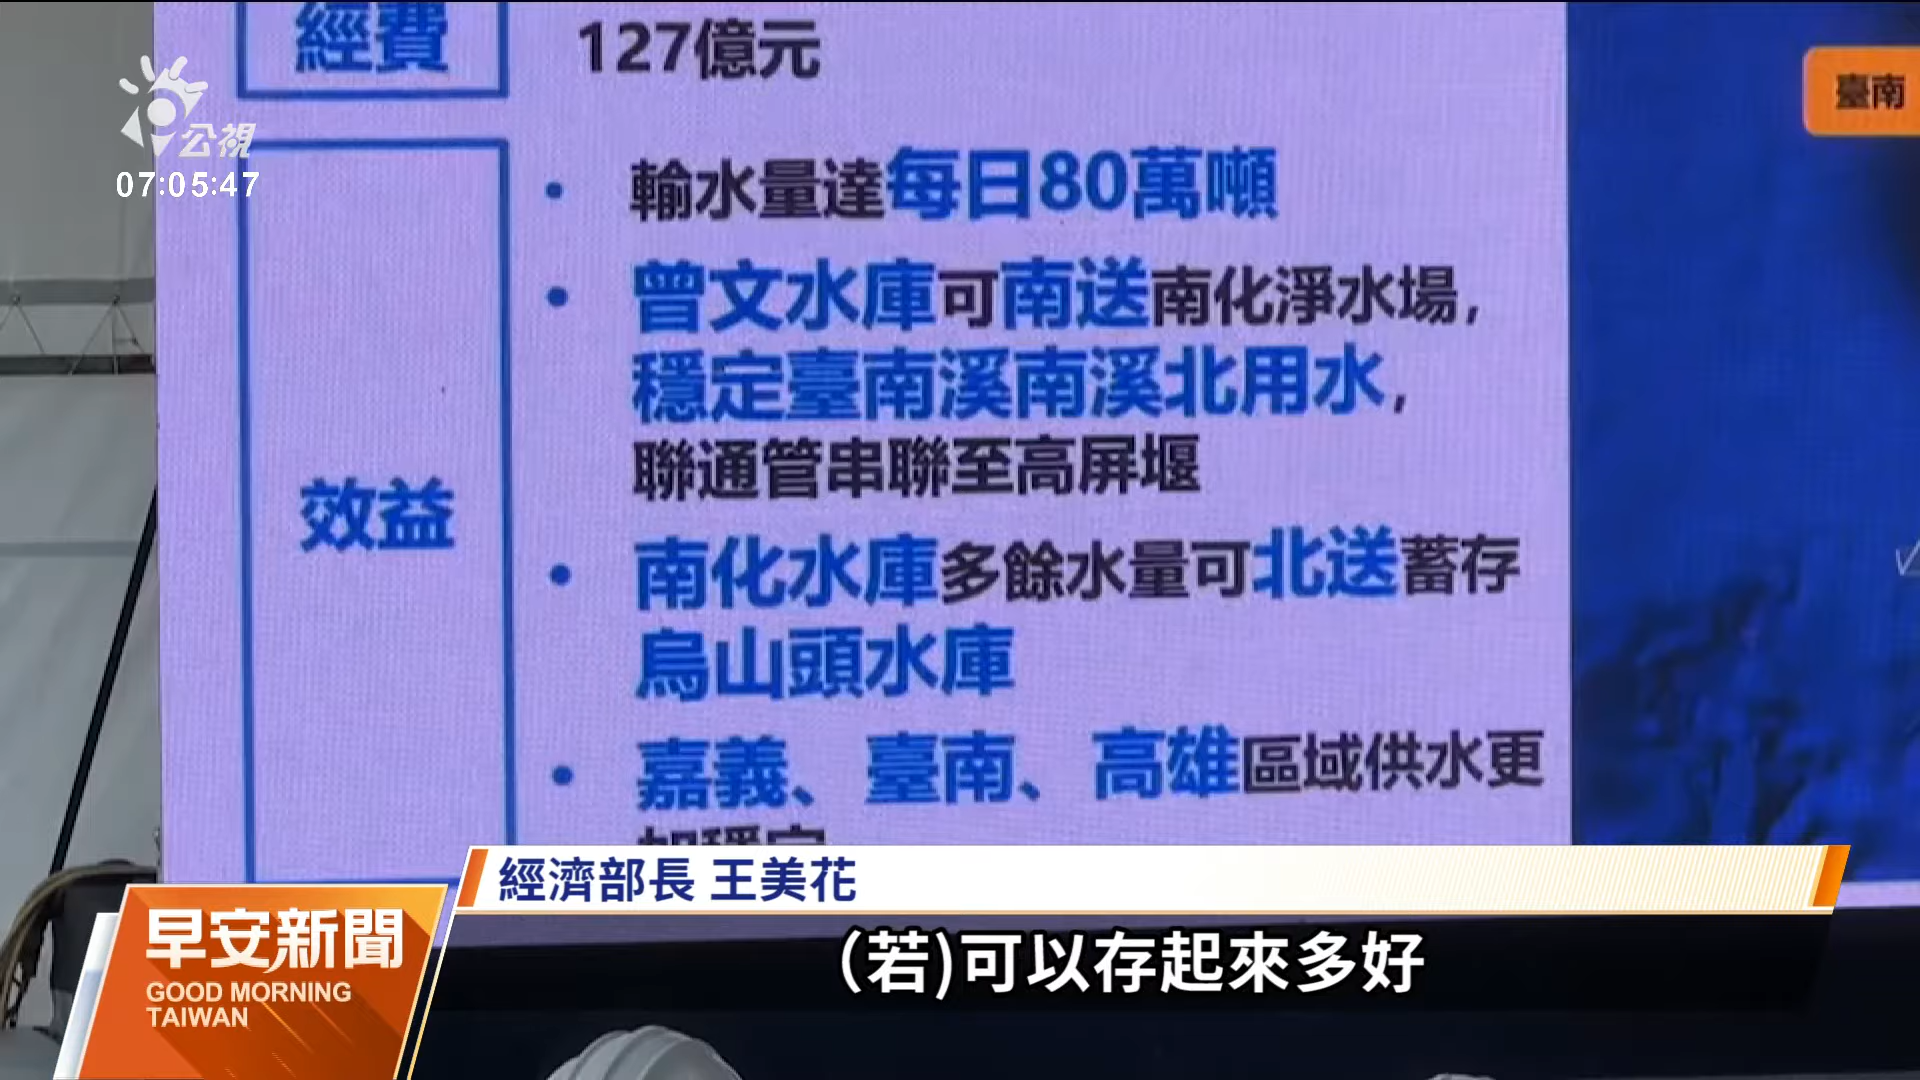 經費
127億元
臺南
公視
07:05:47
輸水量達每日80萬噸
曾文水庫可南送南化淨水場,
穩定臺南溪南溪北用水,
聯通管串聯至高屏堰
效益
南化水庫多餘水量可北送蓄存
烏山頭水庫
嘉義、臺南、高雄區域供水更
經濟部長 王美花
早安新聞
GOOD MORNING
TAIWAN
(若)可以存起來多好